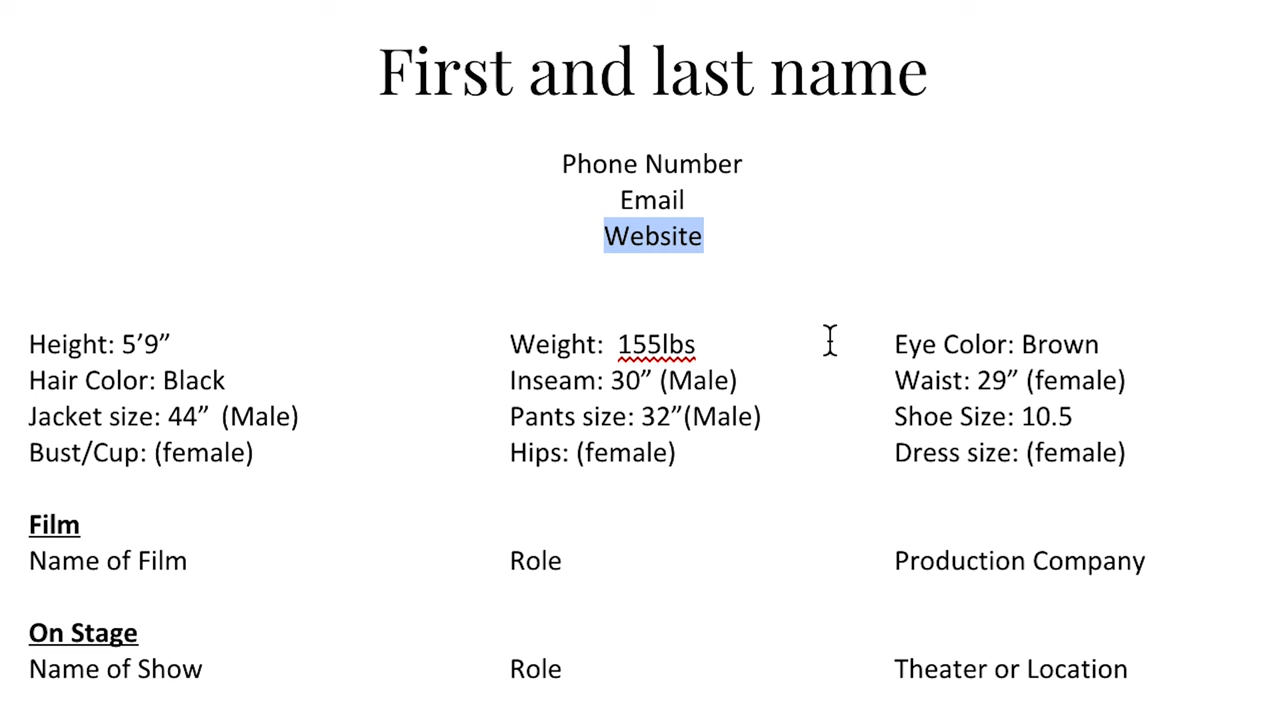 First and last name
Phone Number
Email
Website
Height: 5’9” Weight:  155lbs Eye Color: Brown
Hair Color: Black Inseam: 30” (Male) Waist: 29” (female)
Jacket size: 44”  (Male) Pants size: 32”(Male) Shoe Size: 10.5
Bust/Cup: (female) Hips: (female) Dress size: (female)
Film
Name of Film Role Production Company
On Stage
Name of Show Role Theater or Location